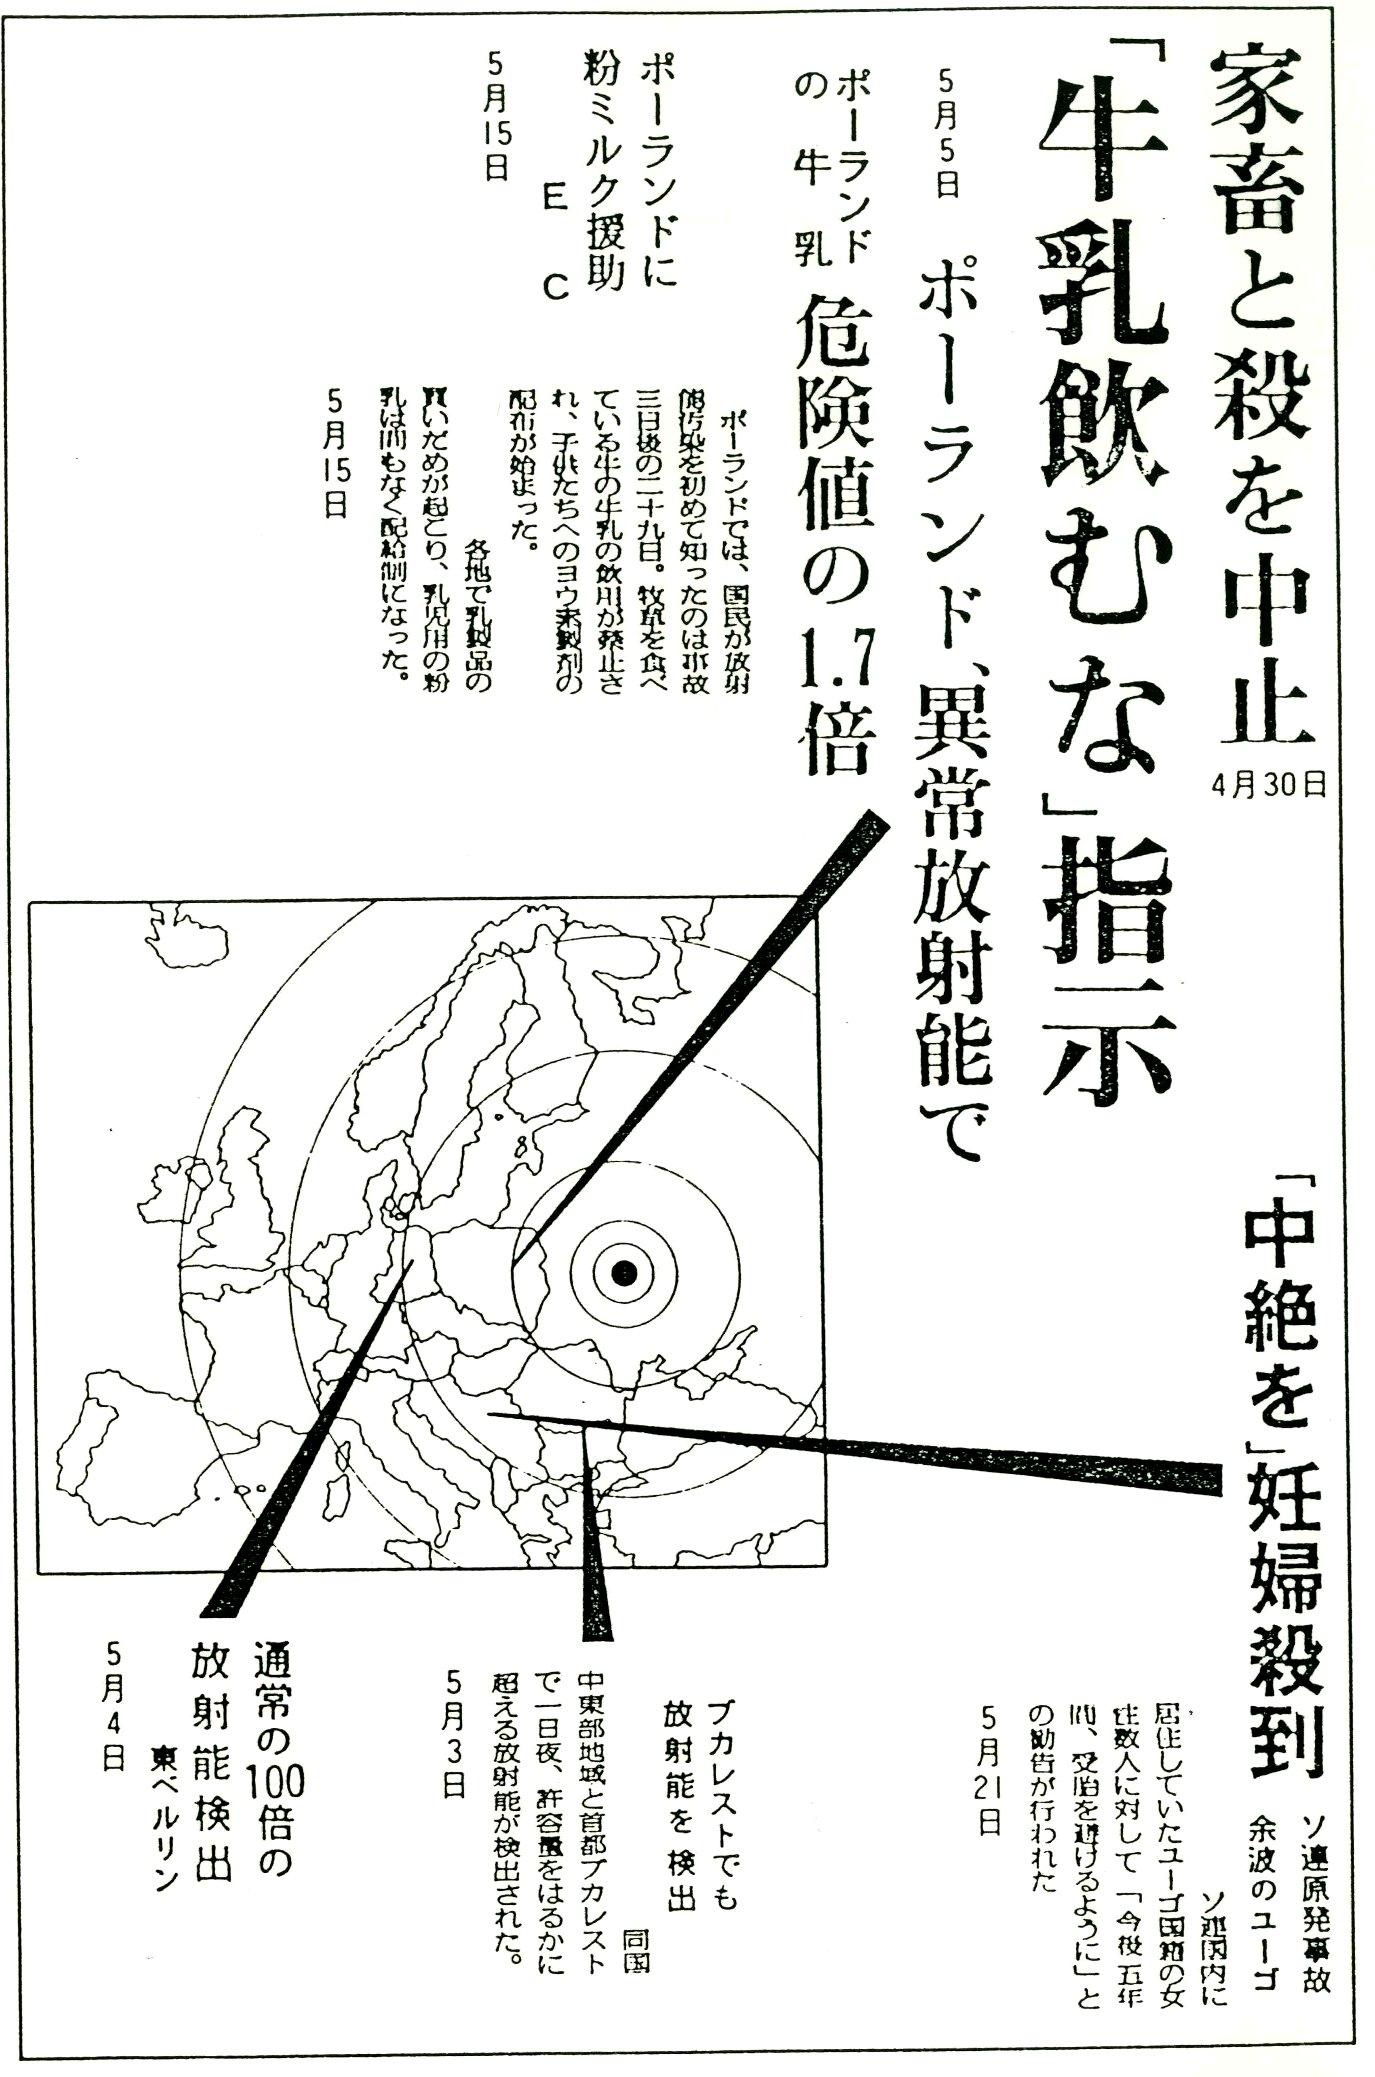 家畜と殺を中止
4月30日
「牛乳飲むな」指示
5月5日
ポーランド、異常放射能で
ポーランド
の牛乳
危険値の1.7倍
ポーランドに
粉ミルク援助
EC
5月15日
ポーランドでは、国民が放射
能汚染を初めて知ったのは事故
三日後の二十九日。牧草を食べ
ている牛の牛乳の飲用が禁止さ
れ、子供たちへのヨウ素製剤の
配布が始まった。
各地で乳製品の
買いだめが起こり、乳児用の粉
乳は間もなく配給制になった。
5月15日
「中絶を」妊婦殺到
ソ連原発事故
余波のユーゴ
ソ連国内に
居住していたユーゴ国籍の女
性数人に対して「今後五年
間、受胎を避けるように」と
の勧告が行われた
5月21日
ブカレストでも
放射能を検出
同国
中東部地域と首都ブカレスト
で一日夜、許容量をはるかに
超える放射能が検出された。
5月3日
通常の100倍の
放射能検出
東ベルリン
5月4日